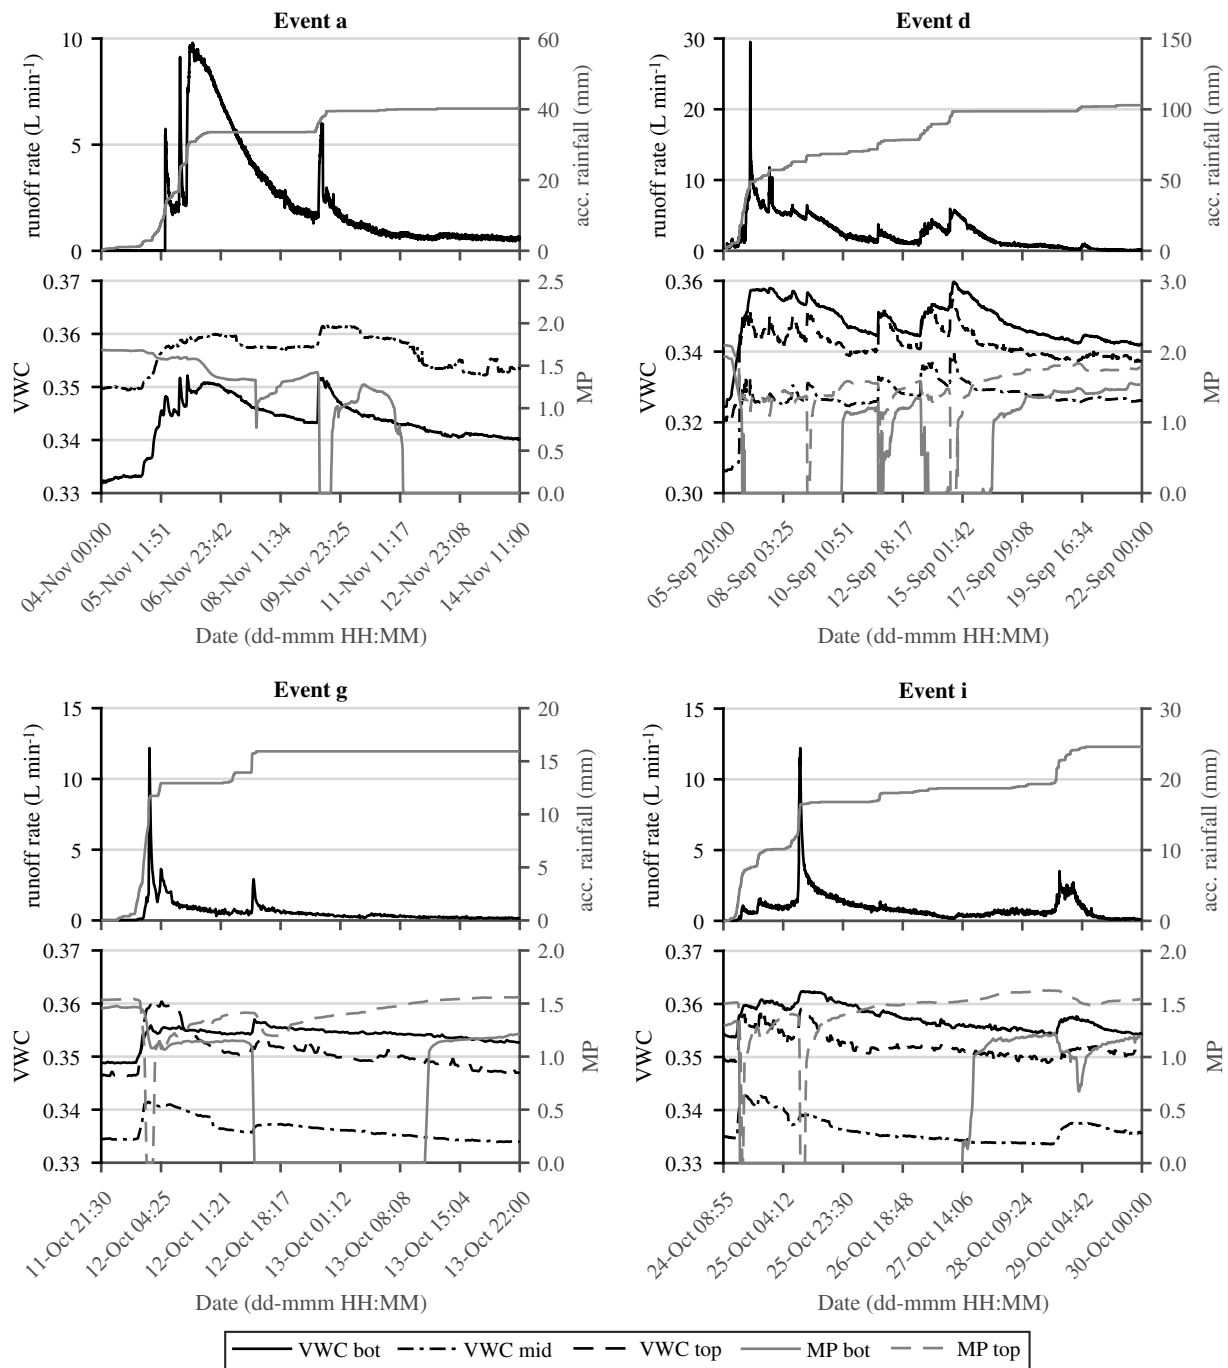 Event a
10
5
0
runoff rate (L min-1)
60
40
20
0
acc. rainfall (mm)
0.37
0.36
0.35
0.34
0.33
VWC
2.5
2.0
1.5
1.0
0.5
0.0
MP
04-Nov 00:00
05-Nov 11:51
06-Nov 23:42
08-Nov 11:34
09-Nov 23:25
11-Nov 11:17
12-Nov 23:08
14-Nov 11:00
Date (dd-mmm HH:MM)
Event d
30
20
10
0
runoff rate (L min-1)
150
100
50
0
acc. rainfall (mm)
0.36
0.34
0.32
0.30
VWC
3.0
2.0
1.0
0.0
MP
05-Sep 20:00
08-Sep 03:25
10-Sep 10:51
12-Sep 18:17
15-Sep 01:42
17-Sep 09:08
19-Sep 16:34
22-Sep 00:00
Date (dd-mmm HH:MM)
Event g
15
10
5
0
runoff rate (L min-1)
20
15
10
5
0
acc. rainfall (mm)
0.37
0.36
0.35
0.34
0.33
VWC
2.0
1.5
1.0
0.5
0.0
MP
11-Oct 21:30
12-Oct 04:25
12-Oct 11:21
12-Oct 18:17
13-Oct 01:12
13-Oct 08:08
13-Oct 15:04
13-Oct 22:00
Date (dd-mmm HH:MM)
Event i
15
10
5
0
runoff rate (L min-1)
30
20
10
0
acc. rainfall (mm)
0.37
0.36
0.35
0.34
0.33
VWC
2.0
1.5
1.0
0.5
0.0
MP
24-Oct 08:55
25-Oct 04:12
25-Oct 23:30
26-Oct 18:48
27-Oct 14:06
28-Oct 09:24
29-Oct 04:42
30-Oct 00:00
Date (dd-mmm HH:MM)
VWC bot VWC mid VWC top MP bot MP top